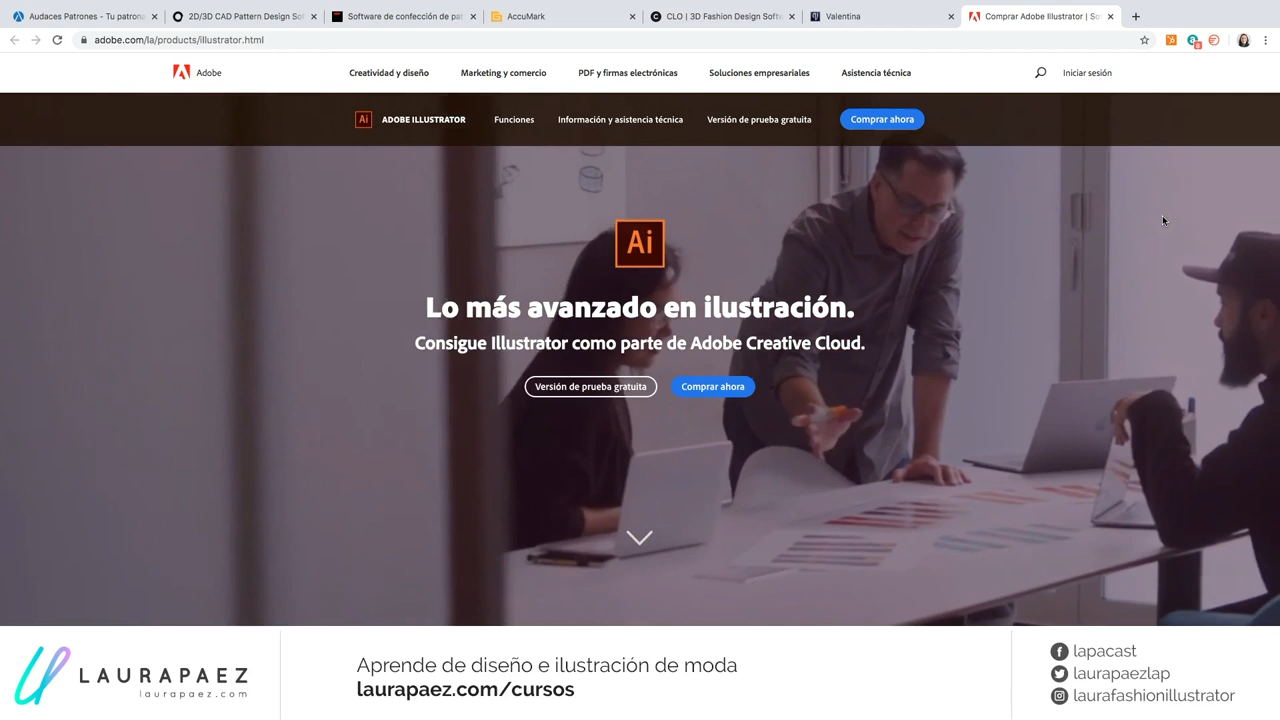 Audaces Patrones - Tu patrona
2D/3D CAD Pattern Design Sof
Software de confección de pat
AccuMark
CLO | 3D Fashion Design Softw
Valentina
Comprar Adobe Illustrator | So
adobe.com/la/products/illustrator.html
Adobe
Creatividad y diseño
Marketing y comercio
PDF y firmas electrónicas
Soluciones empresariales
Asistencia técnica
Iniciar sesión
Ai
ADOBE ILLUSTRATOR
Funciones
Información y asistencia técnica
Versión de prueba gratuita
Comprar ahora
Ai
Lo más avanzado en ilustración.
Consigue Illustrator como parte de Adobe Creative Cloud.
Versión de prueba gratuita
Comprar ahora
LAURAPAEZ
laurapaez.com
Aprende de diseño e ilustración de moda
laurapaez.com/cursos
lapacast
laurapaezlap
laurafashionillustrator